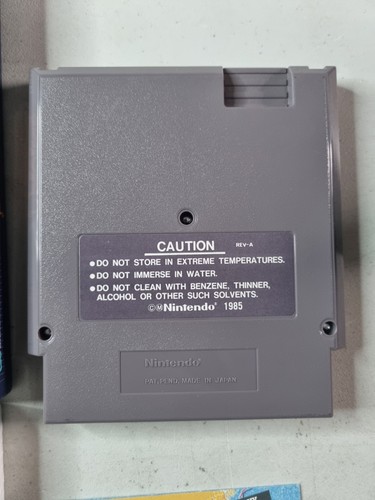 CAUTION REV-A
●DO NOT STORE IN EXTREME TEMPERATURES.
●DO NOT IMMERSE IN WATER.
●DO NOT CLEAN WITH BENZENE, THINNER,
ALCOHOL OR OTHER SUCH SOLVENTS.
©ⓂNintendo® 1985
Nintendo®
PAT. PEND. MADE IN JAPAN